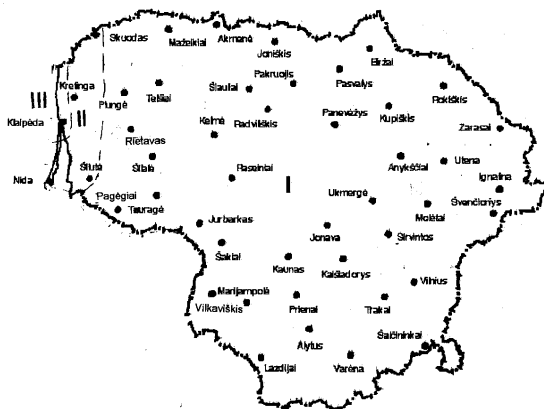 Skuodas
Mažeikiai
Akmenė
Joniškis
Biržai
Pakruojis
Pasvalys
Šiauliai
Rokiškis
Kretinga
Plungė
Telšiai
III
Radviliškis
Panevėžys
Kupiškis
Klaipėda
II
Kelmė
Zarasai
Rietavas
Šilalė
Anykščiai
Utena
Šilutė
Raseiniai
I
Ignalina
Nida
Pagėgiai
Tauragė
Ukmergė
Molėtai
Švenčionys
Jurbarkas
Jonava
Širvintos
Šakiai
Kaunas
Kaišiadorys
Vilnius
Marijampolė
Vilkaviškis
Prienai
Trakai
Alytus
Šalčininkai
Lazdijai
Varėna